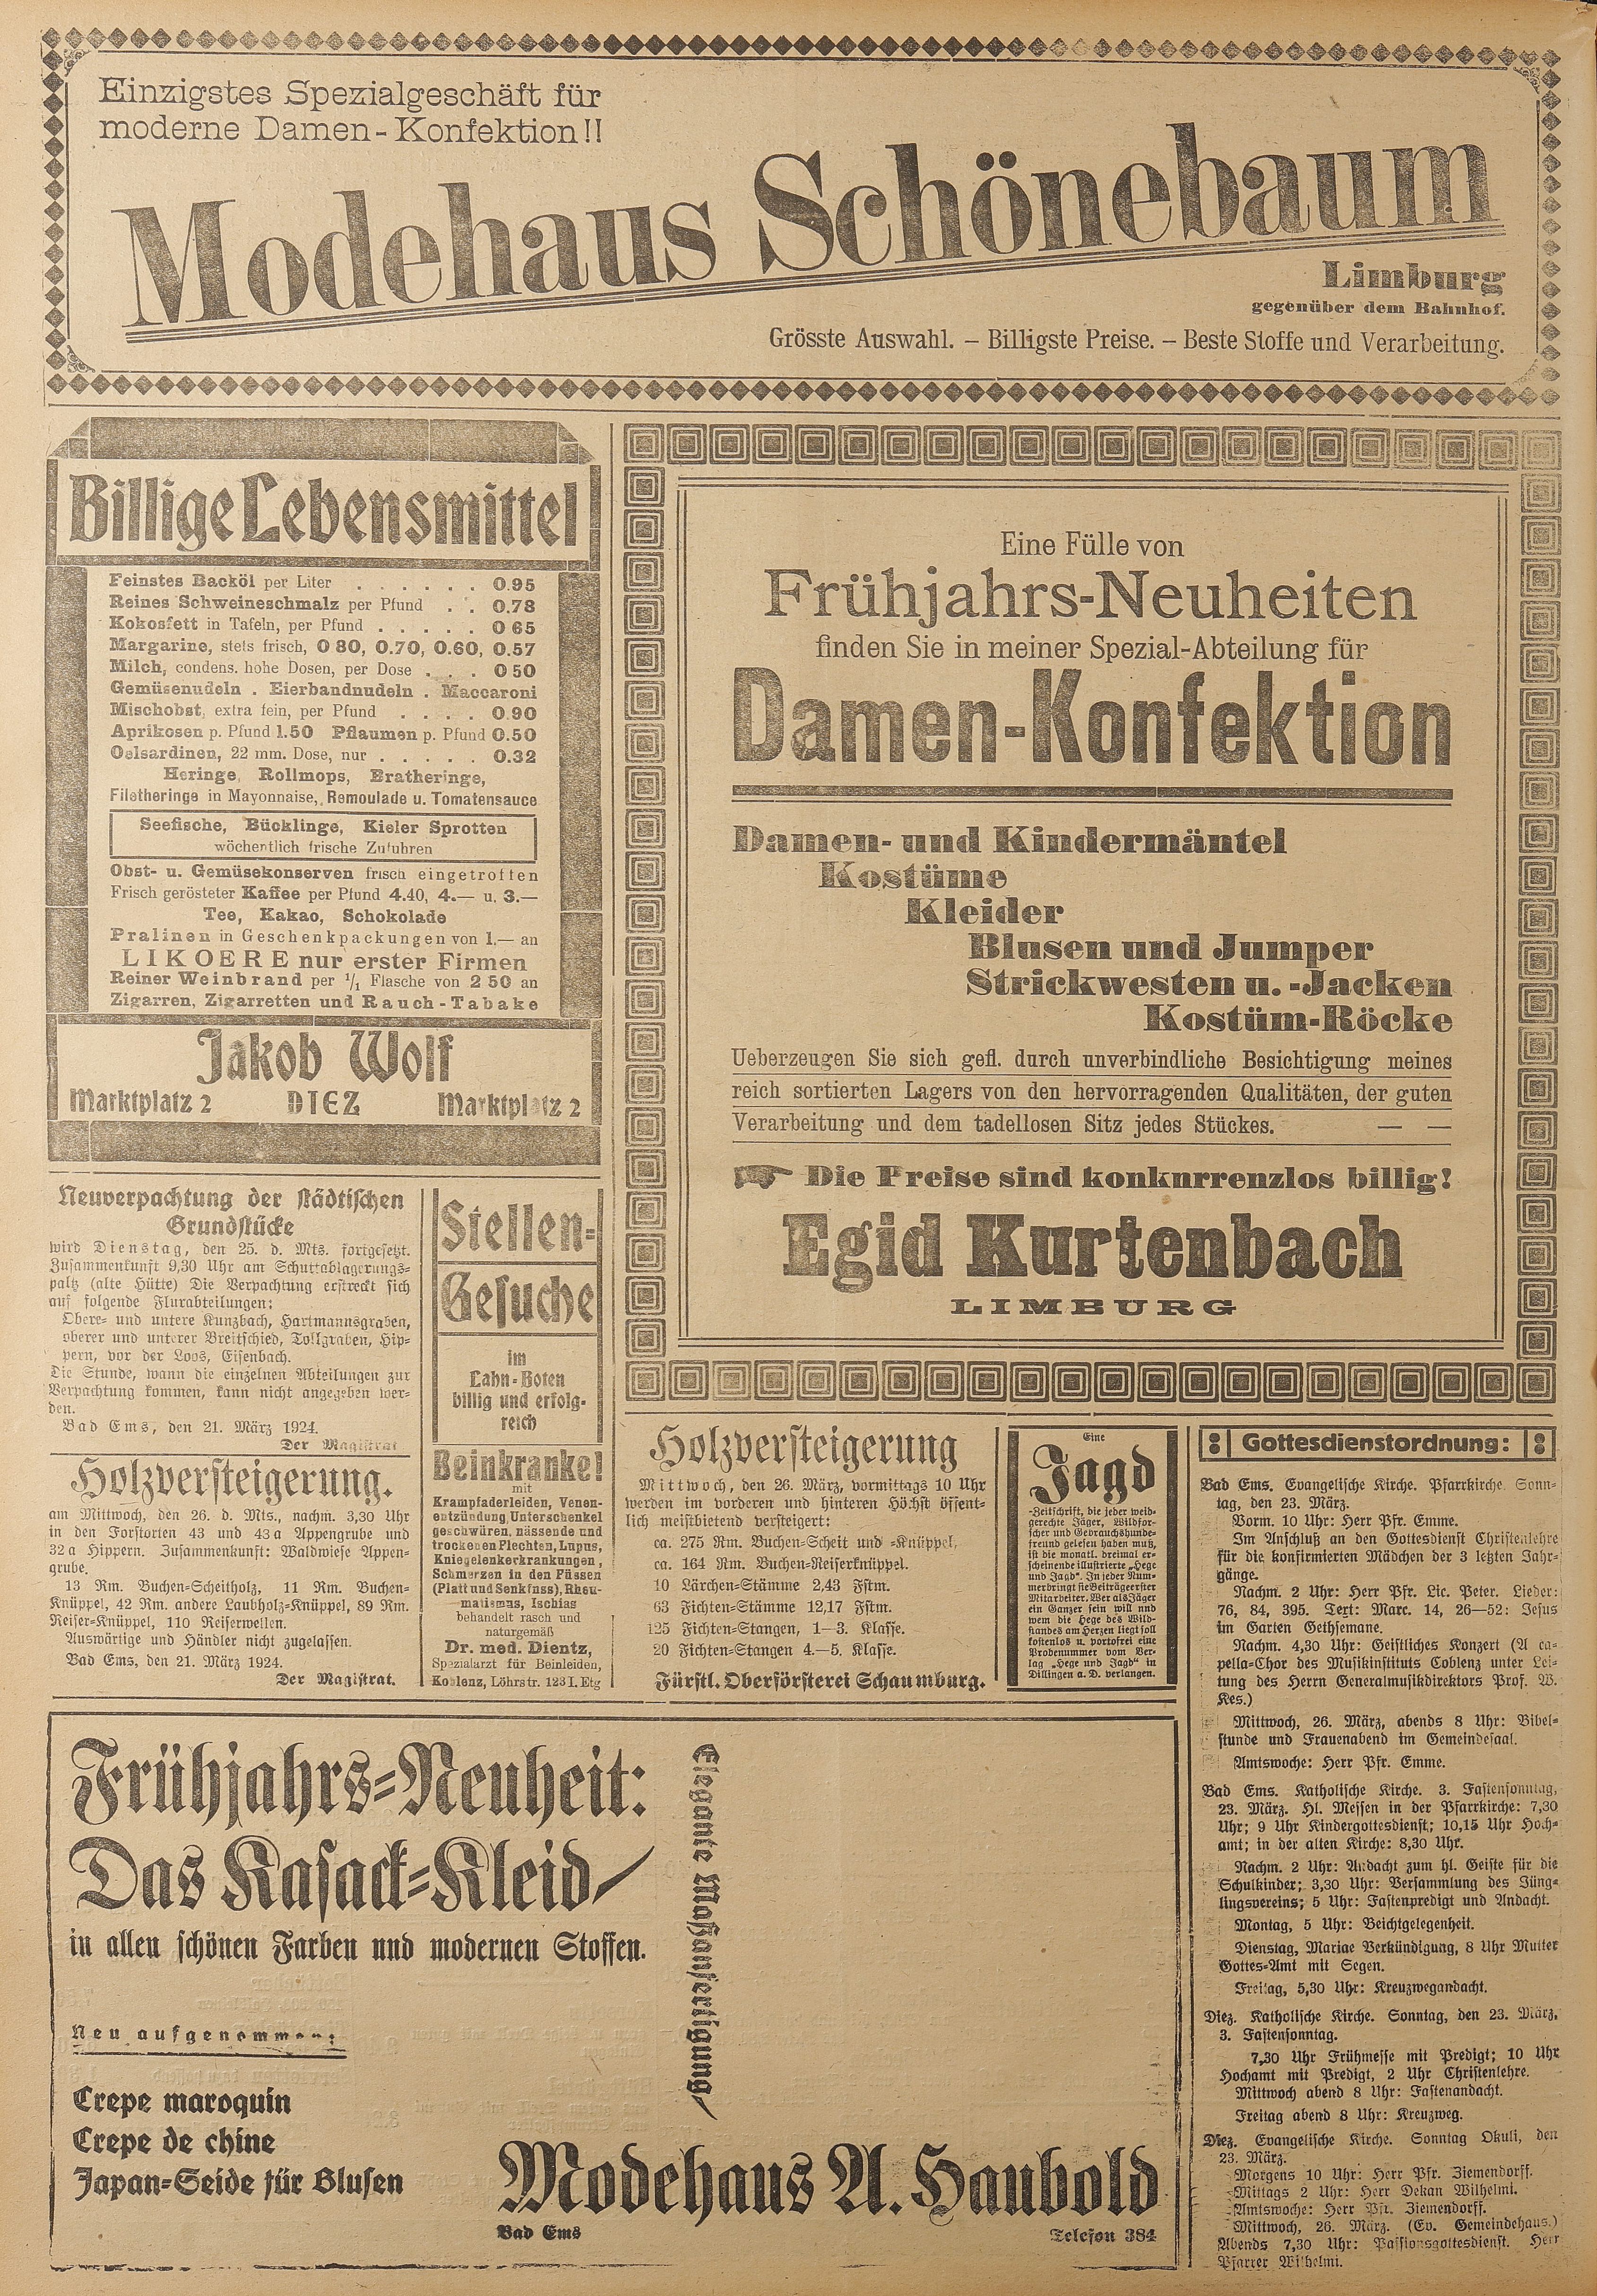 Einzigstes Spezialgeschäft für
moderne Damen-Konfektion!!
Modehaus Schönebaum
Limburg
gegenüber dem Bahnhof.
Grösste Auswahl. – Billigste Preise. – Beste Stoffe und Verarbeitung.
Billige Lebensmittel
Feinstes Backöl per Liter . . . . . . 0.95
Reines Schweineschmalz per Pfund . . 0.78
Kokosfett in Tafeln, per Pfund . . . . . 0 65
Margarine, stets frisch, 0 80, 0.70, 0.60, 0.57
Milch, condens. hohe Dosen, per Dose . . . 0 50
Gemüsenudeln . Eierbandnudeln . Maccaroni
Mischobst, extra fein, per Pfund . . . . 0.90
Aprikosen p. Pfund 1.50 Pflaumen p. Pfund 0.50
Oelsardinen, 22 mm. Dose, nur . . . . . 0.32
Heringe, Rollmops, Bratheringe,
Filetheringe in Mayonnaise, Remoulade u. Tomatensauce
Seefische, Bücklinge, Kieler Sprotten
wöchentlich frische Zufuhren
Obst- u. Gemüsekonserven frisch eingetroffen
Frisch gerösteter Kaffee per Pfund 4.40, 4.— u. 3.—
Tee, Kakao, Schokolade
Pralinen in Geschenkpackungen von 1.— an
LIKOERE nur erster Firmen
Reiner Weinbrand per 1/1 Flasche von 2 50 an
Zigarren, Zigarretten und Rauch-Tabake
Jakob Wolf
Marktplatz 2 DIEZ Marktplatz 2
Eine Fülle von
Frühjahrs-Neuheiten
finden Sie in meiner Spezial-Abteilung für
Damen-Konfektion
Damen- und Kindermäntel
Kostüme
Kleider
Blusen und Jumper
Strickwesten u. -Jacken
Kostüm-Röcke
Ueberzeugen Sie sich gefl. durch unverbindliche Besichtigung meines
reich sortierten Lagers von den hervorragenden Qualitäten, der guten
Verarbeitung und dem tadellosen Sitz jedes Stückes. — —
Die Preise sind konknrrenzlos billig!
Egid Kurtenbach
LIMBURG
Neuverpachtung der städtischen
Grundstücke
wird Dienstag, den 25. d. Mts. fortgesetzt.
Zusammenkunft 9,30 Uhr am Schuttablagerungs-
paltz (alte Hütte) Die Verpachtung erstreckt sich
auf folgende Flurabteilungen:
Obere- und untere Kunzbach, Hartmannsgraben,
oberer und unterer Breitschied, Tollgraben, Hip-
pern, vor der Loos, Eisenbach.
Die Stunde, wann die einzelnen Abteilungen zur
Verpachtung kommen, kann nicht angegeben wer-
den.
Bad Ems, den 21. März 1924.
Der Magistrat
Holzversteigerung.
am Mittwoch, den 26. d. Mts., nachm. 3,30 Uhr
in den Forstorten 43 und 43a Appengrube und
32a Hippern. Zusammenkunft: Waldwiese Appen-
grube.
13 Rm. Buchen-Scheitholz, 11 Rm. Buchen-
Knüppel, 42 Rm. andere Laubholz-Knüppel, 89 Rm.
Reiser-Knüppel, 110 Reiserwellen.
Auswärtige und Händler nicht zugelassen.
Bad Ems, den 21. März 1924.
Der Magistrat.
Stellen-
Gesuche
im
Lahn-Boten
billig und erfolg-
reich
Beinkranke!
mit
Krampfaderleiden, Venen-
entzündung, Unterschenkel
geschwüren, nässende und
trockenen Flechten, Lupus,
Kniegelenkerkrankungen,
Schmerzen in den Füssen
(Platt und Senkfuss), Rheu-
matismus, Ischias
behandelt rasch und
naturgemäß
Dr. med. Dientz,
Spezialarzt für Beinleiden,
Koblenz, Löhrstr. 123 I. Etg
Holzversteigerung
Mittwoch, den 26. März, vormittags 10 Uhr
werden im vorderen und hinteren Höchst öffent-
lich meistbietend versteigert:
ca. 275 Rm. Buchen-Scheit und -Knüppel,
ca. 164 Rm. Buchen-Reiserknüppel.
10 Lärchen-Stämme 2,43 Fstm.
63 Fichten-Stämme 12,17 Fstm.
125 Fichten-Stangen, 1—3. Klasse.
20 Fichten-Stangen 4.—5. Klasse.
Fürstl. Oberförsterei Schaumburg.
Eine
Jagd
-Zeitschrift, die jeder weid-
gerechte Jäger, Wildfor-
scher und Gebrauchshunde-
freund gelesen haben muß,
ist die monatl. dreimal er-
scheinende illustrierte „Hege
und Jagd". In jeder Num-
merbringt sie Beiträge erster
Mitarbeiter. Wer als Jäger
ein Ganzer sein will und
wem die Hege des Wild-
standes am Herzen liegt soll
kostenlos u. portofrei eine
Probenummer vom Ver-
lag „Hege und Jagd" in
Dillingen a. D. verlangen.
Gottesdienstordnung:
Bad Ems. Evangelische Kirche. Pfarrkirche. Sonn-
tag, den 23. März.
Vorm. 10 Uhr: Herr Pfr. Emme.
Im Anschluß an den Gottesdienst Christenlehre
für die konfirmierten Mädchen der 3 letzten Jahr-
gänge.
Nachm. 2 Uhr: Herr Pfr. Lic. Peter. Lieder:
76, 84, 395. Text: Marc. 14, 26—52: Jesus
im Garten Gethsemane.
Nachm. 4,30 Uhr: Geistliches Konzert (A ca-
pella-Chor des Musikinstituts Coblenz unter Lei-
tung des Herrn Generalmusikdirektors Prof. W.
Kes.)
Mittwoch, 26. März, abends 8 Uhr: Bibel-
stunde und Frauenabend im Gemeindesaal.
Amtswoche: Herr Pfr. Emme.
Bad Ems. Katholische Kirche. 3. Fastensonntag,
23. März. Hl. Messen in der Pfarrkirche: 7,30
Uhr; 9 Uhr Kindergottesdienst; 10,15 Uhr Hoch-
amt; in der alten Kirche: 8,30 Uhr.
Nachm. 2 Uhr: Andacht zum hl. Geiste für die
Schulkinder; 3,30 Uhr: Versammlung des Jüng-
lingsvereins; 5 Uhr: Fastenpredigt und Andacht.
Montag, 5 Uhr: Beichtgelegenheit.
Dienstag, Mariae Verkündigung, 8 Uhr Mutter
Gottes-Amt mit Segen.
Freitag, 5,30 Uhr: Kreuzwegandacht.
Diez. Katholische Kirche. Sonntag, den 23. März,
3. Fastensonntag.
7,30 Uhr Frühmesse mit Predigt; 10 Uhr
Hochamt mit Predigt, 2 Uhr Christenlehre.
Mittwoch abend 8 Uhr: Fastenandacht.
Freitag abend 8 Uhr: Kreuzweg.
Diez. Evangelische Kirche. Sonntag Okuli, den
23. März.
Morgens 10 Uhr: Herr Pfr. Ziemendorff.
Mittags 2 Uhr: Herr Dekan Wilhelmi.
Amtswoche: Herr Pfr. Ziemendorff.
Mittwoch, 26. März. (Ev. Gemeindehaus.)
Abends 7,30 Uhr: Passionsgottesdienst. Herr
Pfarrer Wilhelmi.
Frühjahrs-Neuheit:
Das Kasack-Kleid
in allen schönen Farben und modernen Stoffen.
Elegante Maßanfertigung
Neu aufgenommen:
Crepe maroquin
Crepe de chine
Japan-Seide für Blusen
Modehaus A. Haubold
Bad Ems Telefon 384